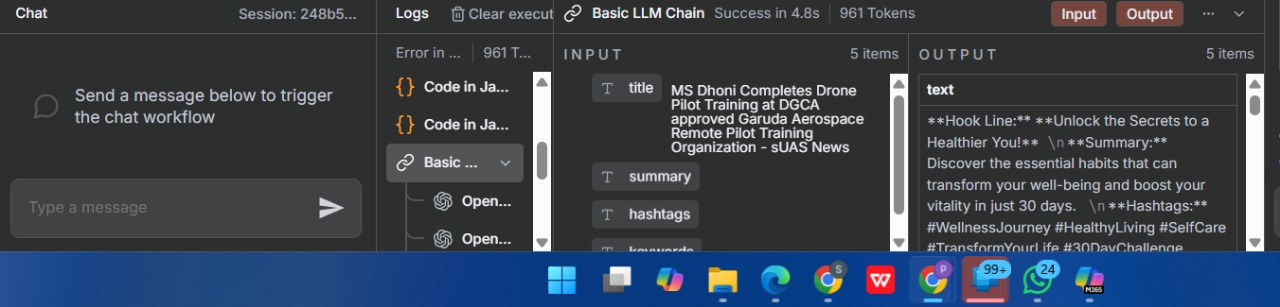 Chat
Session: 248b5...
Send a message below to trigger
the chat workflow
Type a message
Logs
Clear execut
Error in ...
961 T...
{} Code in Ja...
{} Code in Ja...
Basic ...
Open...
Open...
Basic LLM Chain Success in 4.8s 961 Tokens
Input
Output
...
INPUT
5 items
T title
MS Dhoni Completes Drone
Pilot Training at DGCA
approved Garuda Aerospace
Remote Pilot Training
Organization - sUAS News
T summary
T hashtags
T keywords
OUTPUT
5 items
text
**Hook Line:** **Unlock the Secrets to a
Healthier You!** \n **Summary:**
Discover the essential habits that can
transform your well-being and boost your
vitality in just 30 days. \n **Hashtags:**
#WellnessJourney #HealthyLiving #SelfCare
#TransformYourLife #30DayChallenge
S
W
P
99+
24
M365